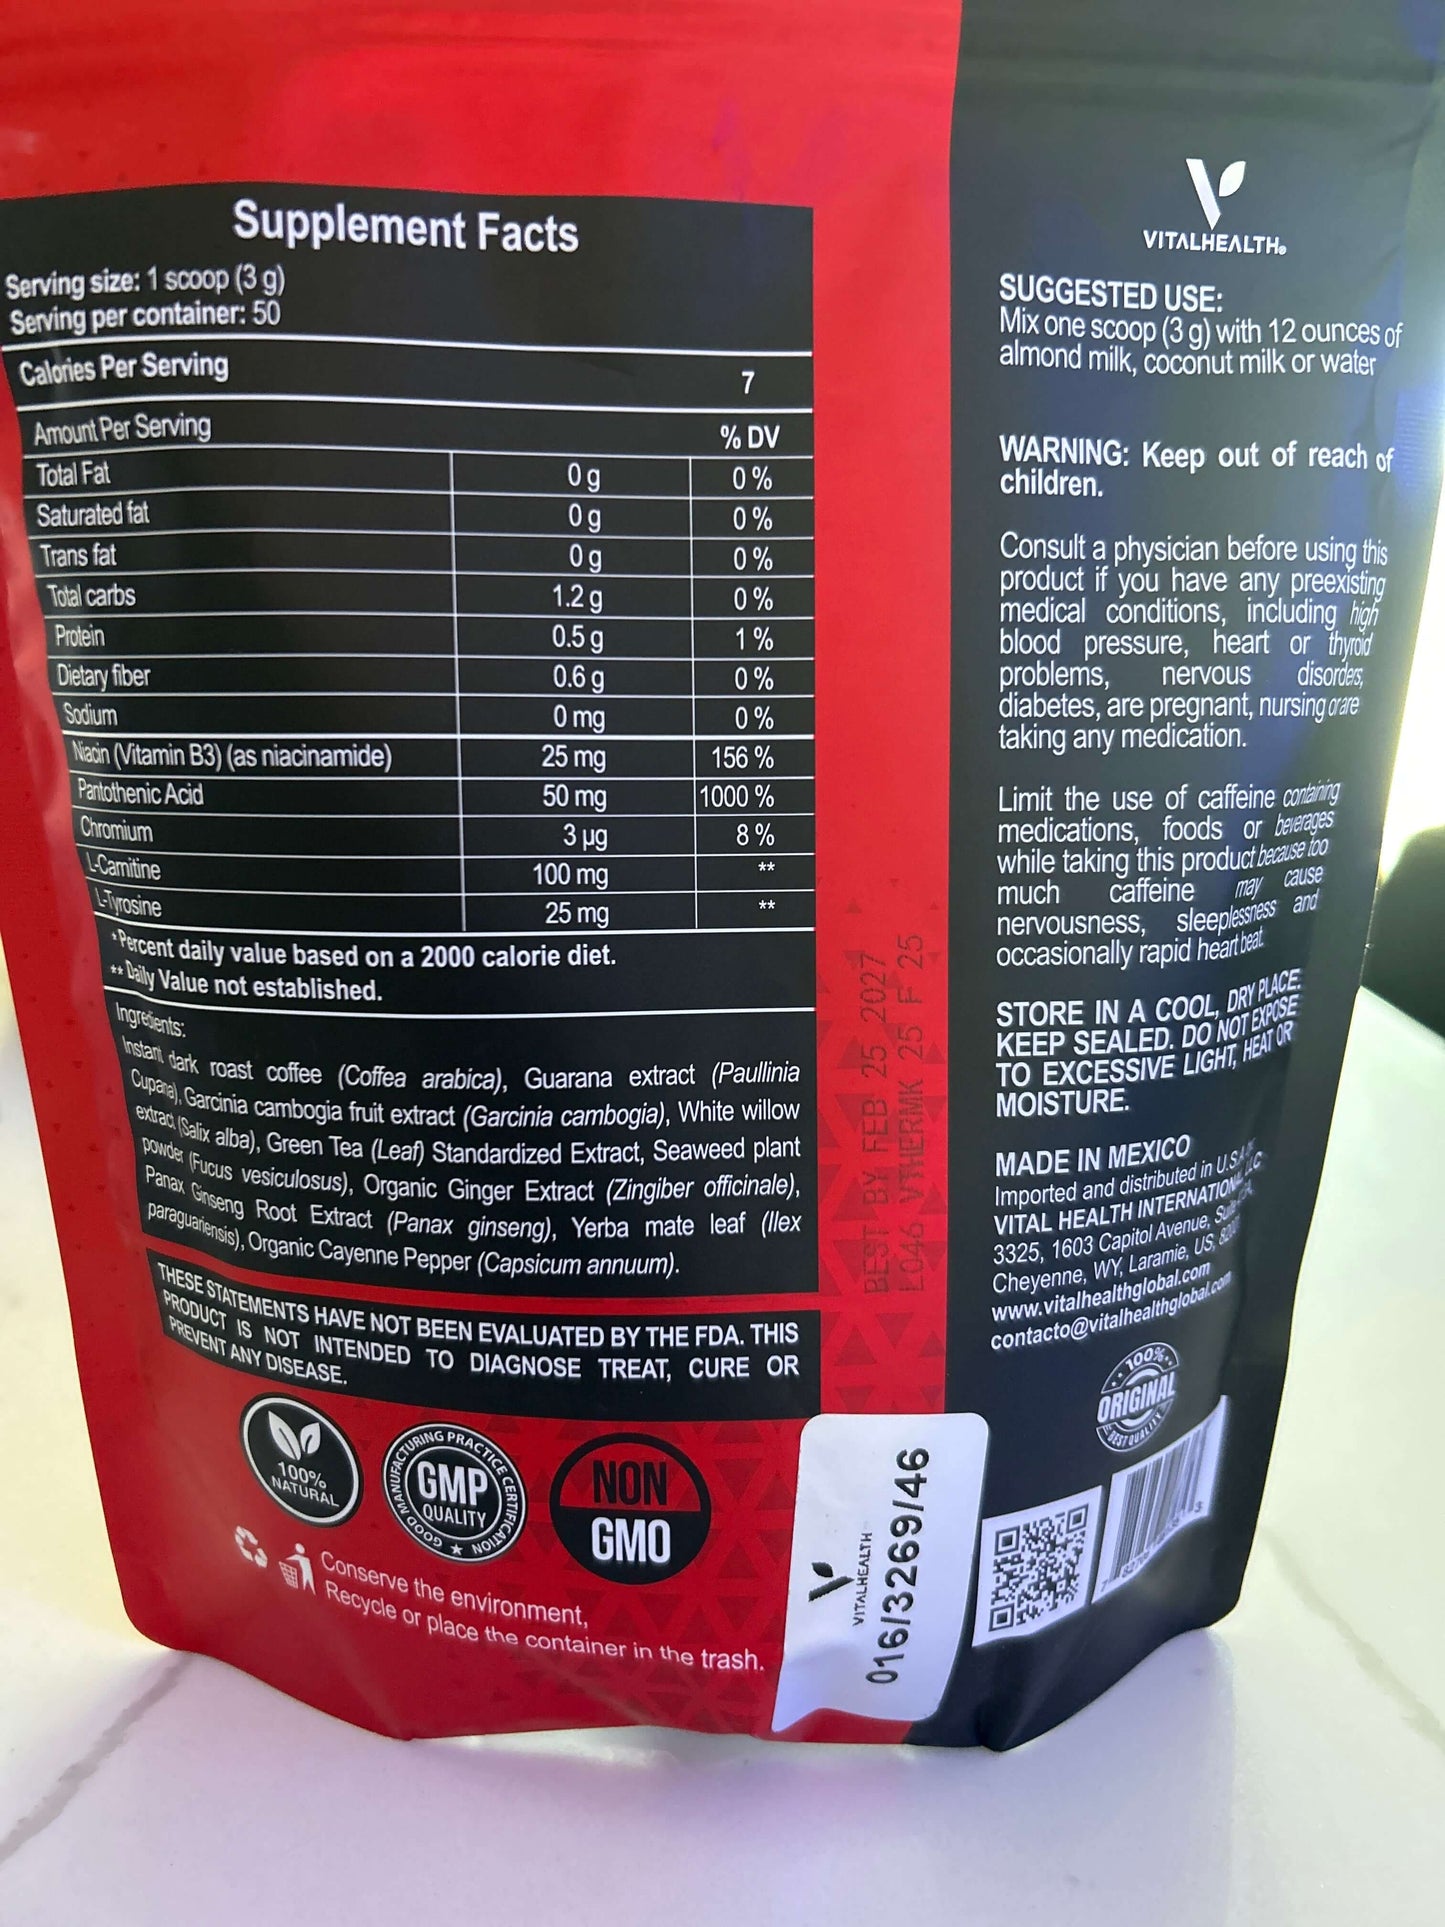 Supplement Facts
Serving size: 1 scoop (3 g)
Serving per container: 50
Calories Per Serving 7
Amount Per Serving % DV
Total Fat 0 g 0 %
Saturated fat 0 g 0 %
Trans fat 0 g 0 %
Total carbs 1.2 g 0 %
Protein 0.5 g 1 %
Dietary fiber 0.6 g 0 %
Sodium 0 mg 0 %
Niacin (Vitamin B3) (as niacinamide) 25 mg 156 %
Pantothenic Acid 50 mg 1000 %
Chromium 3 µg 8 %
L-Carnitine 100 mg **
L-Tyrosine 25 mg **
*Percent daily value based on a 2000 calorie diet.
** Daily Value not established.
Ingredients:
Instant dark roast coffee (Coffea arabica), Guarana extract (Paullinia
Cupana), Garcinia cambogia fruit extract (Garcinia cambogia), White willow
extract (Salix alba), Green Tea (Leaf) Standardized Extract, Seaweed plant
powder (Fucus vesiculosus), Organic Ginger Extract (Zingiber officinale),
Panax Ginseng Root Extract (Panax ginseng), Yerba mate leaf (Ilex
paraguariensis), Organic Cayenne Pepper (Capsicum annuum).
THESE STATEMENTS HAVE NOT BEEN EVALUATED BY THE FDA. THIS
PRODUCT IS NOT INTENDED TO DIAGNOSE TREAT, CURE OR
PREVENT ANY DISEASE.
100%
NATURAL
GOOD MANUFACTURING PRACTICE CERTIFICATION
GMP
QUALITY
NON
GMO
Conserve the environment,
Recycle or place the container in the trash.
BEST BY FEB 25 2027
L046 VTHERMK 25 F 25
VITALHEALTH
016/3269/46
VITALHEALTH®
SUGGESTED USE:
Mix one scoop (3 g) with 12 ounces of
almond milk, coconut milk or water
WARNING: Keep out of reach of
children.
Consult a physician before using this
product if you have any preexisting
medical conditions, including high
blood pressure, heart or thyroid
problems, nervous disorders,
diabetes, are pregnant, nursing or are
taking any medication.
Limit the use of caffeine containing
medications, foods or beverages
while taking this product because too
much caffeine may cause
nervousness, sleeplessness and
occasionally rapid heart beat.
STORE IN A COOL, DRY PLACE.
KEEP SEALED. DO NOT EXPOSE
TO EXCESSIVE LIGHT, HEAT OR
MOISTURE.
MADE IN MEXICO
Imported and distributed in U.S.A
VITAL HEALTH INTERNATIONAL LLC
3325, 1603 Capitol Avenue,
Cheyenne, WY, Laramie, US,
www.vitalhealthglobal.com
contacto@vitalhealthglobal.com
100%
ORIGINAL
BEST QUALITY